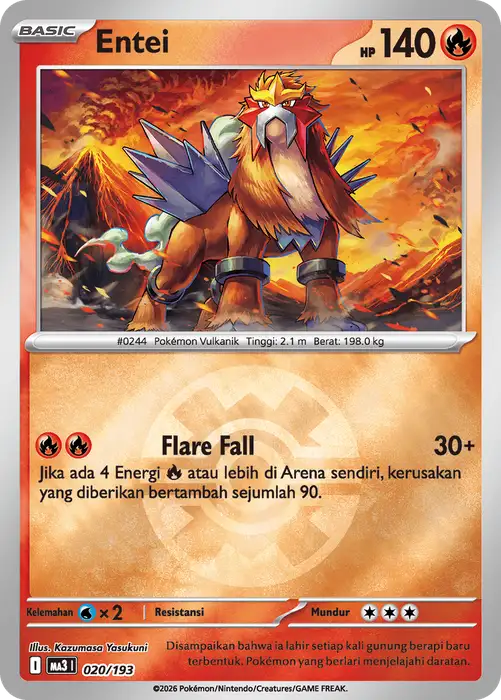 BASIC
Entei
HP 140
#0244 Pokémon Vulkanik Tinggi: 2.1 m Berat: 198.0 kg
Flare Fall 30+
Jika ada 4 Energi atau lebih di Arena sendiri, kerusakan
yang diberikan bertambah sejumlah 90.
Kelemahan ×2 Resistansi Mundur
Illus. Kazumasa Yasukuni
Disampaikan bahwa ia lahir setiap kali gunung berapi baru
terbentuk. Pokémon yang berlari menjelajahi daratan.
I MA3 I 020/193
©2026 Pokémon/Nintendo/Creatures/GAME FREAK.